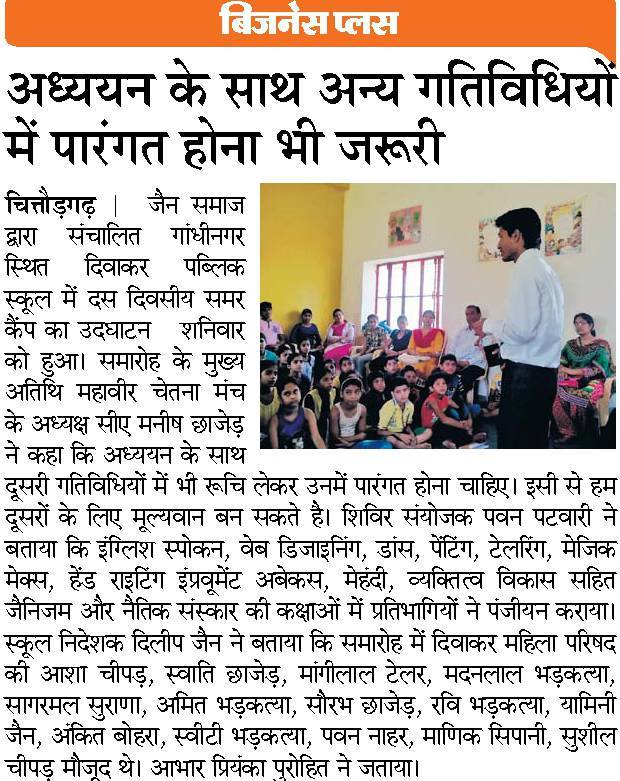 बिजनेस प्लस
अध्ययन के साथ अन्य गतिविधियों
में पारंगत होना भी जरूरी
चित्तौड़गढ़ | जैन समाज
द्वारा संचालित गांधीनगर
स्थित दिवाकर पब्लिक
स्कूल में दस दिवसीय समर
कैंप का उदघाटन शनिवार
को हुआ। समारोह के मुख्य
अतिथि महावीर चेतना मंच
के अध्यक्ष सीए मनीष छाजेड़
ने कहा कि अध्ययन के साथ
दूसरी गतिविधियों में भी रूचि लेकर उनमें पारंगत होना चाहिए। इसी से हम
दूसरों के लिए मूल्यवान बन सकते है। शिविर संयोजक पवन पटवारी ने
बताया कि इंग्लिश स्पोकन, वेब डिजाइनिंग, डांस, पेंटिंग, टेलरिंग, मेजिक
मेक्स, हेंड राइटिंग इंप्रवूमेंट अबेकस, मेहंदी, व्यक्तित्व विकास सहित
जैनिजम और नैतिक संस्कार की कक्षाओं में प्रतिभागियों ने पंजीयन कराया।
स्कूल निदेशक दिलीप जैन ने बताया कि समारोह में दिवाकर महिला परिषद
की आशा चीपड़, स्वाति छाजेड़, मांगीलाल टेलर, मदनलाल भड़कत्या,
सागरमल सुराणा, अमित भड़कत्या, सौरभ छाजेड़, रवि भड़कत्या, यामिनी
जैन, अंकित बोहरा, स्वीटी भड़कत्या, पवन नाहर, माणिक सिपानी, सुशील
चीपड़ मौजूद थे। आभार प्रियंका पुरोहित ने जताया।